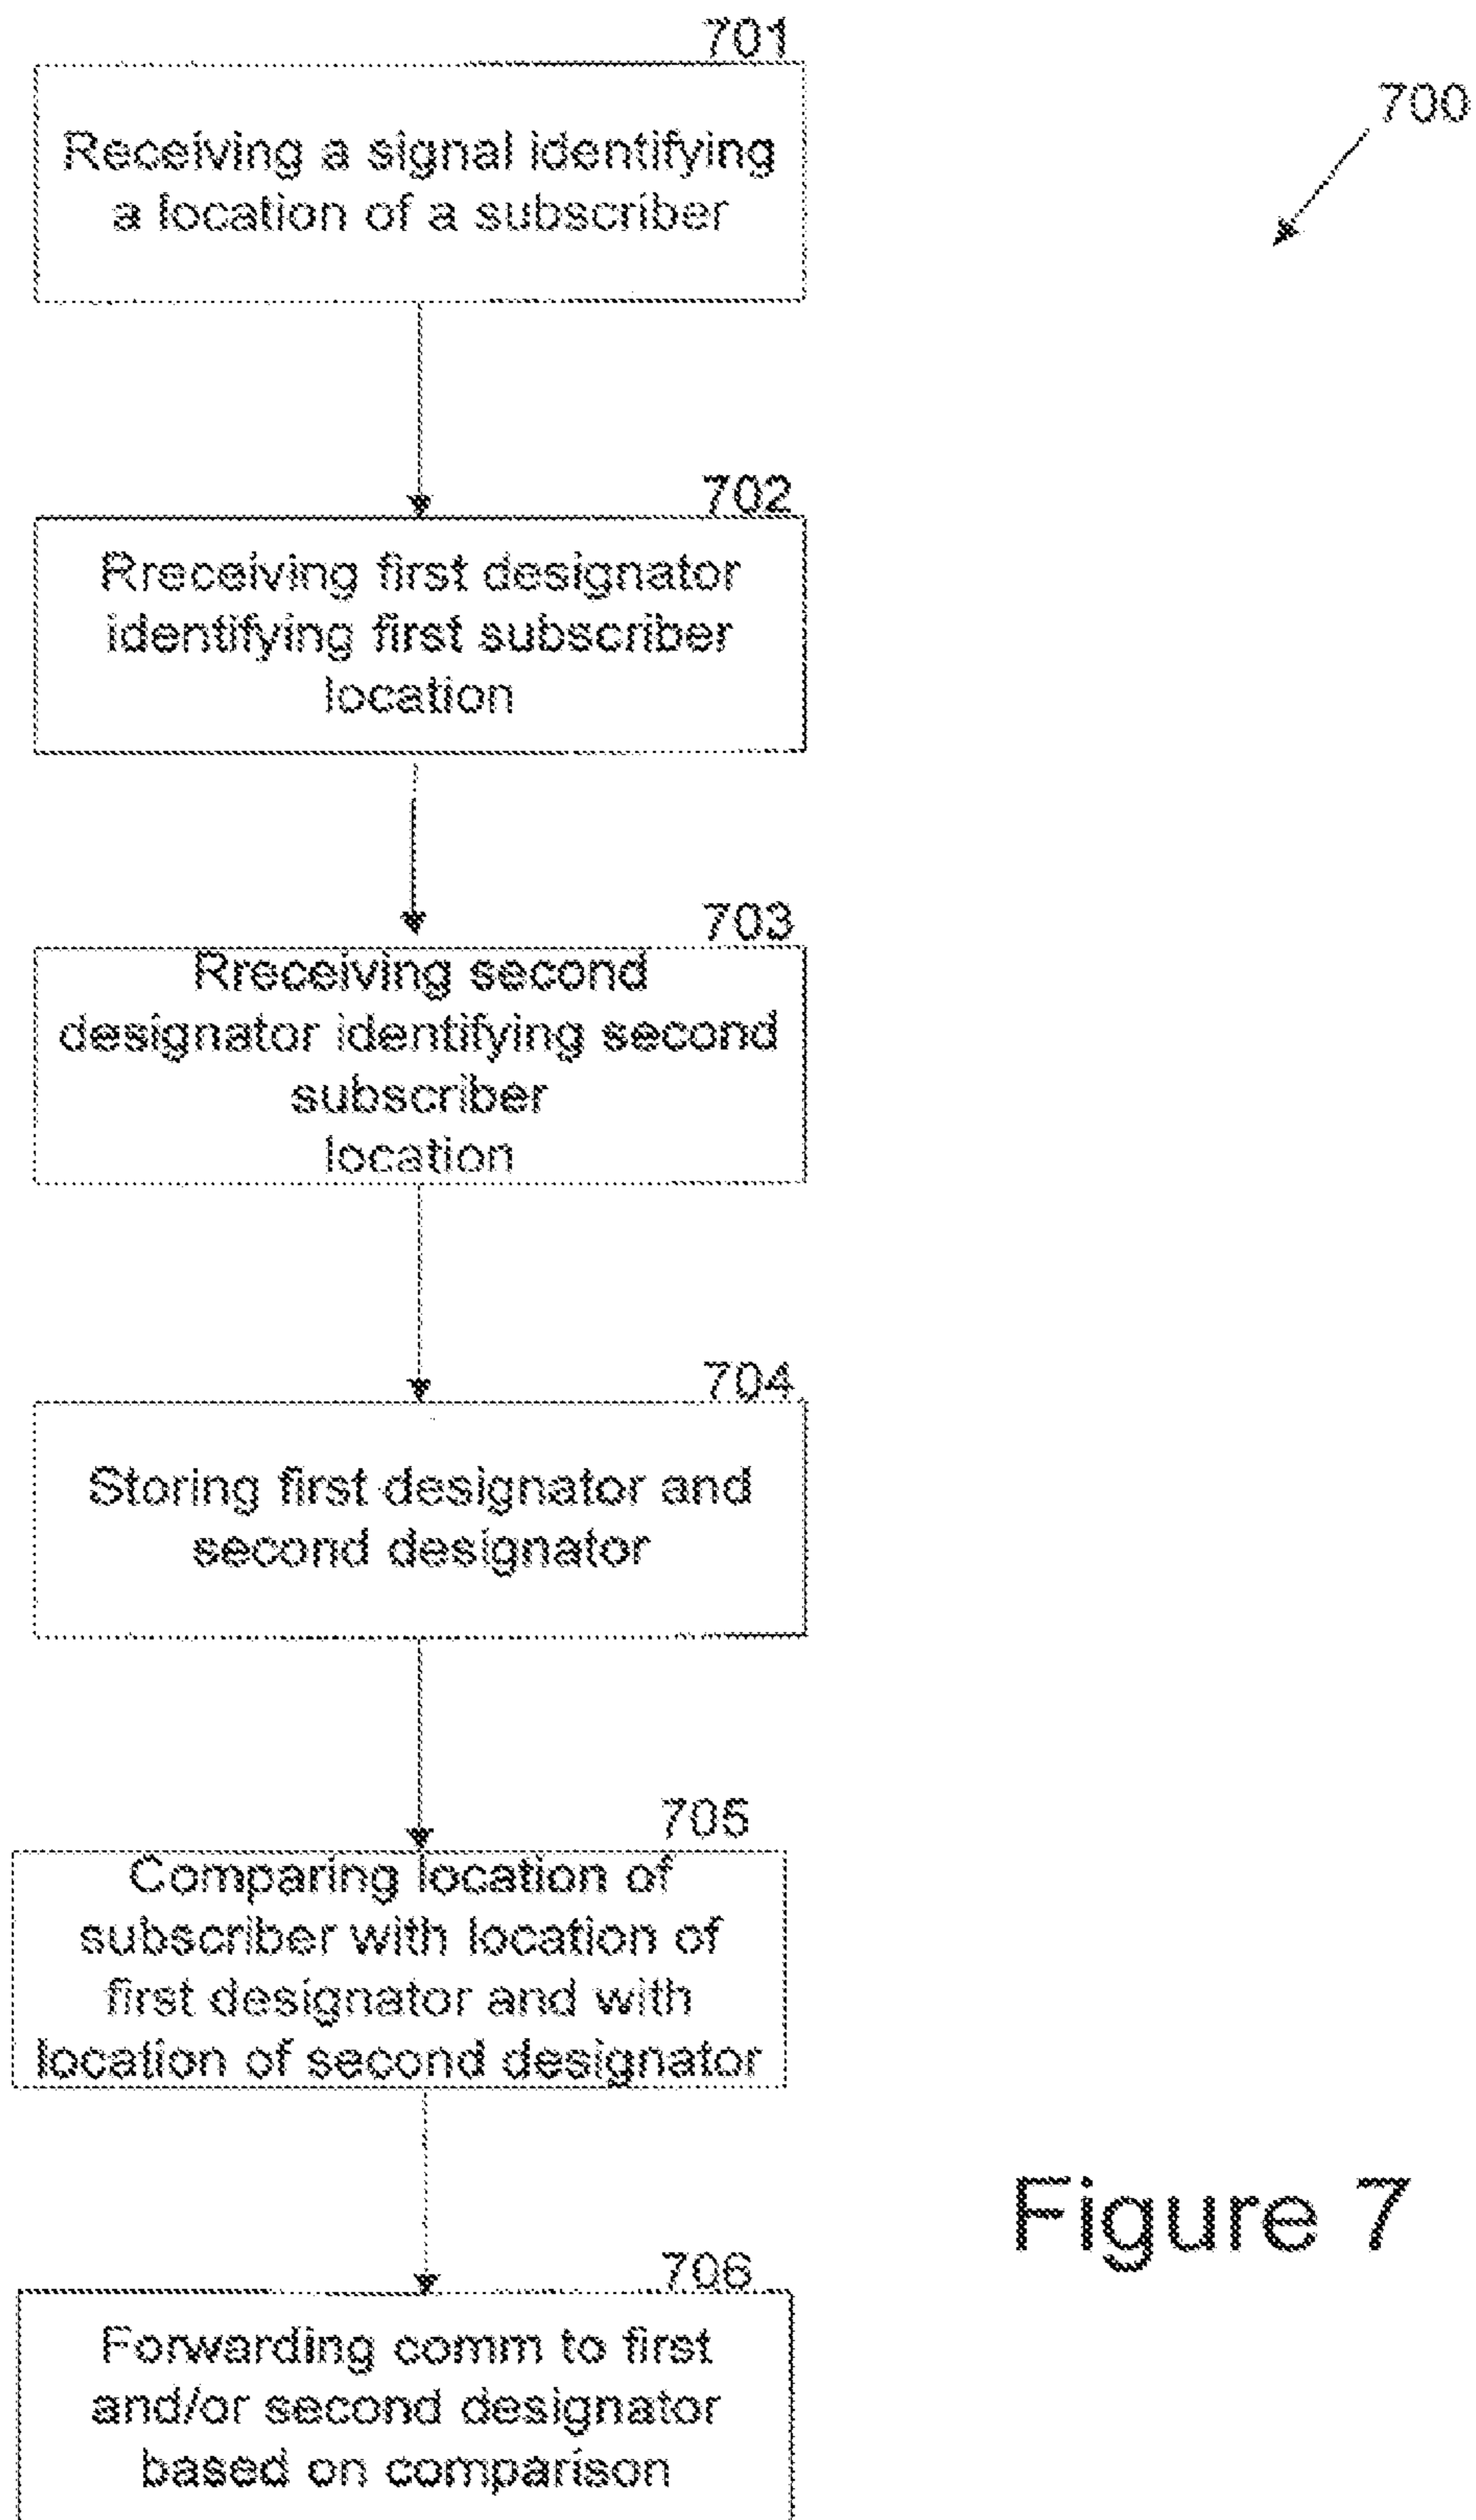 701
700
Receiving a signal identifying
a location of a subscriber
702
Rreceiving first designator
identifying first subscriber
location
703
Rreceiving second
designator identifying second
subscriber
location
704
Storing first designator and
second designator
705
Comparing location of
subscriber with location of
first designator and with
location of second designator
706
Forwarding comm to first
and/or second designator
based on comparison
Figure 7